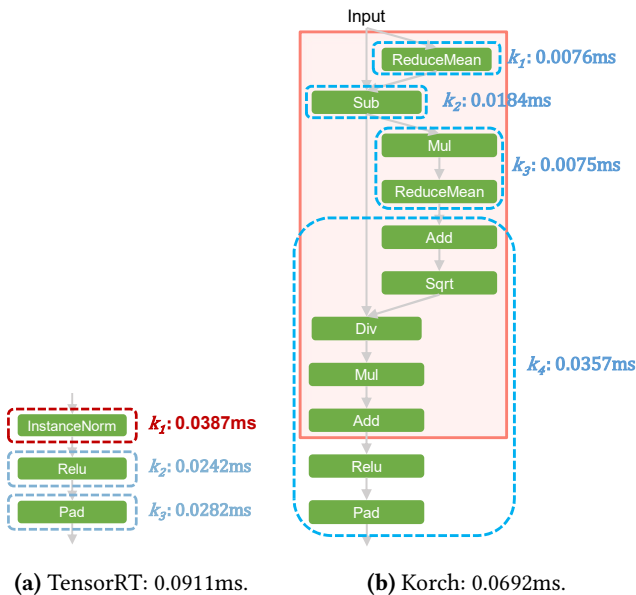 Input
ReduceMean
k₁: 0.0076ms
Sub
k₂: 0.0184ms
Mul
k₃: 0.0075ms
ReduceMean
Add
Sqrt
Div
Mul
k₄: 0.0357ms
Add
Relu
Pad
InstanceNorm
k₁: 0.0387ms
Relu
k₂: 0.0242ms
Pad
k₃: 0.0282ms
(a) TensorRT: 0.0911ms.
(b) Korch: 0.0692ms.